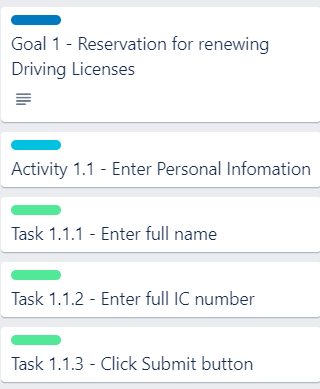 Goal 1 - Reservation for renewing
Driving Licenses
Activity 1.1 - Enter Personal Infomation
Task 1.1.1 - Enter full name
Task 1.1.2 - Enter full IC number
Task 1.1.3 - Click Submit button